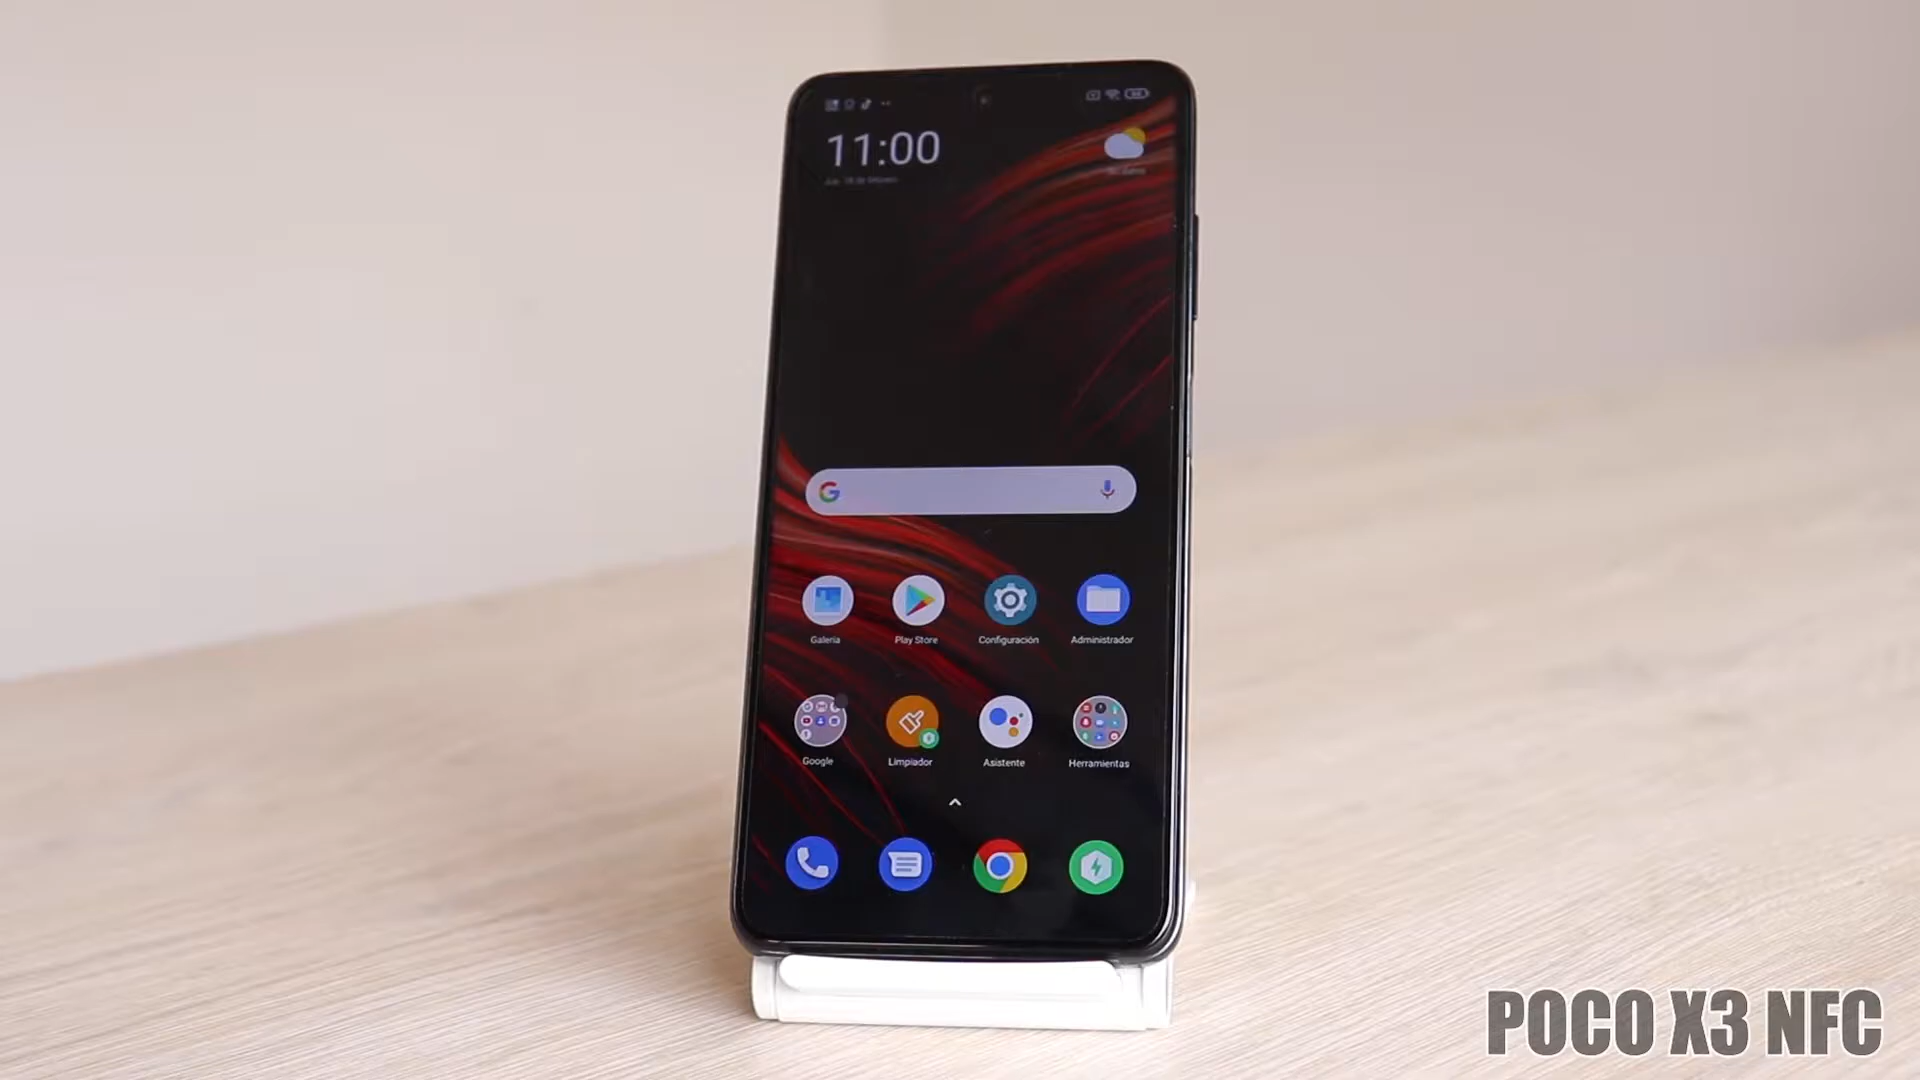 11:00
Galería
Play Store
Configuración
Administrador
Google
Limpiador
Asistente
Herramientas
POCO X3 NFC